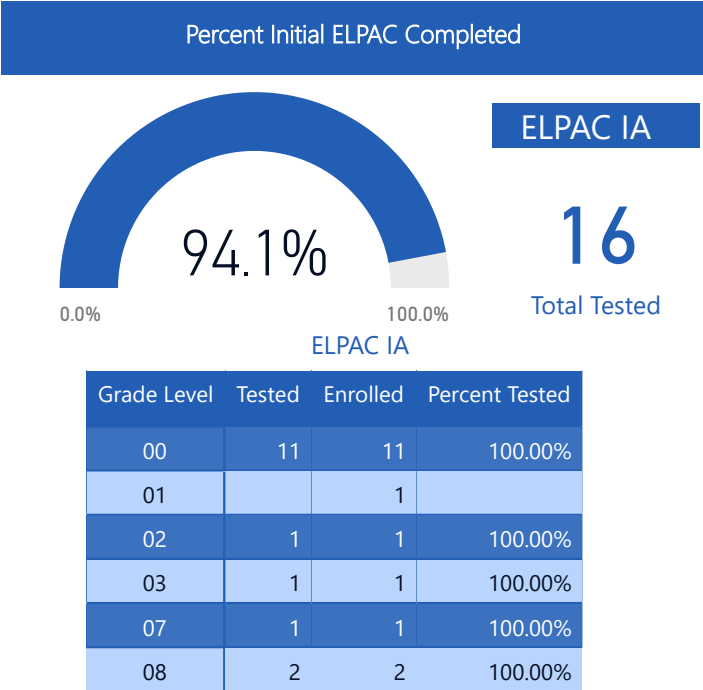 Percent Initial ELPAC Completed
ELPAC IA
94.1%
0.0% 100.0%
16
Total Tested
ELPAC IA
Grade Level Tested Enrolled Percent Tested
00 11 11 100.00%
01 1
02 1 1 100.00%
03 1 1 100.00%
07 1 1 100.00%
08 2 2 100.00%